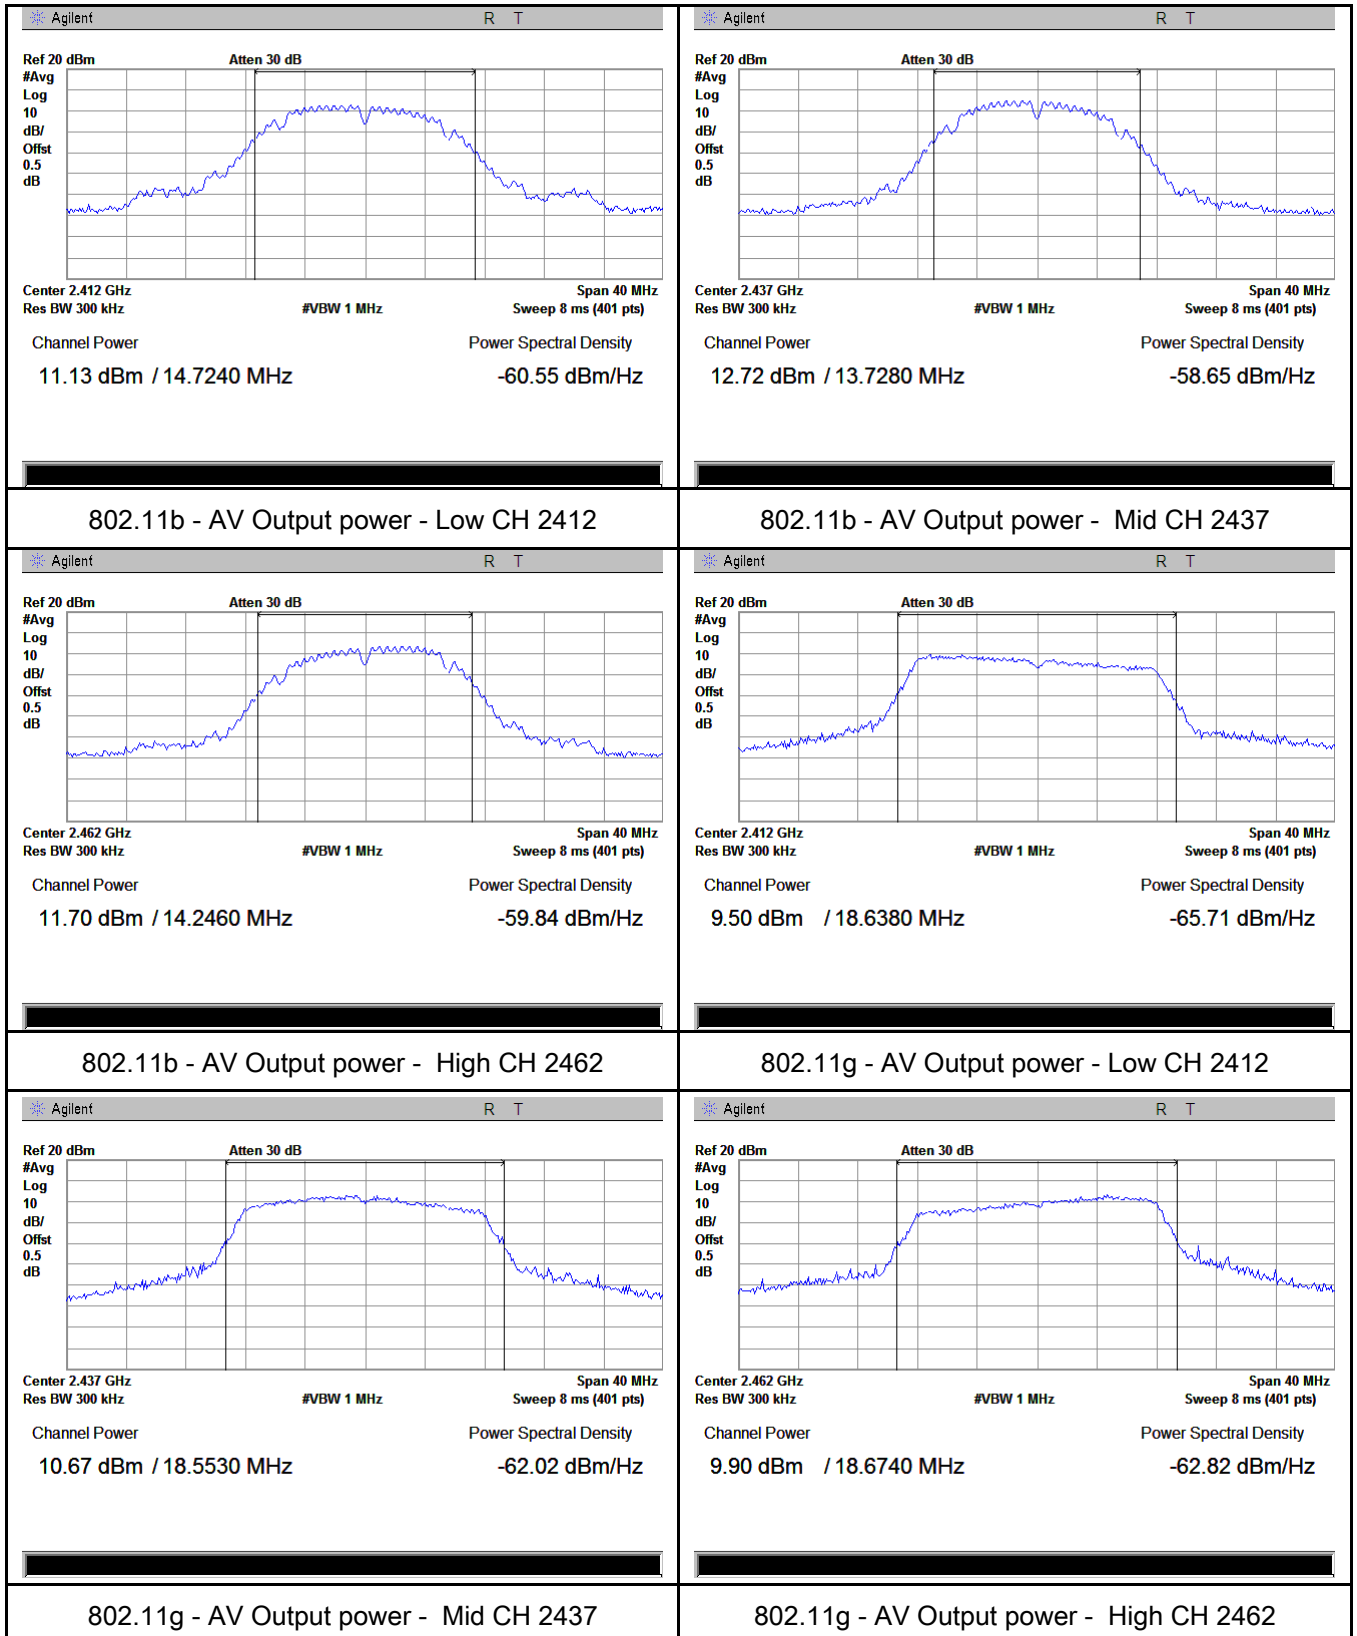 Agilent R T
Ref 20 dBm Atten 30 dB
#Avg
Log
10
dB/
Offst
0.5
dB
Center 2.412 GHz Span 40 MHz
Res BW 300 kHz #VBW 1 MHz Sweep 8 ms (401 pts)
Channel Power Power Spectral Density
11.13 dBm / 14.7240 MHz -60.55 dBm/Hz
802.11b - AV Output power - Low CH 2412
Agilent R T
Ref 20 dBm Atten 30 dB
#Avg
Log
10
dB/
Offst
0.5
dB
Center 2.437 GHz Span 40 MHz
Res BW 300 kHz #VBW 1 MHz Sweep 8 ms (401 pts)
Channel Power Power Spectral Density
12.72 dBm / 13.7280 MHz -58.65 dBm/Hz
802.11b - AV Output power - Mid CH 2437
Agilent R T
Ref 20 dBm Atten 30 dB
#Avg
Log
10
dB/
Offst
0.5
dB
Center 2.462 GHz Span 40 MHz
Res BW 300 kHz #VBW 1 MHz Sweep 8 ms (401 pts)
Channel Power Power Spectral Density
11.70 dBm / 14.2460 MHz -59.84 dBm/Hz
802.11b - AV Output power - High CH 2462
Agilent R T
Ref 20 dBm Atten 30 dB
#Avg
Log
10
dB/
Offst
0.5
dB
Center 2.412 GHz Span 40 MHz
Res BW 300 kHz #VBW 1 MHz Sweep 8 ms (401 pts)
Channel Power Power Spectral Density
9.50 dBm / 18.6380 MHz -65.71 dBm/Hz
802.11g - AV Output power - Low CH 2412
Agilent R T
Ref 20 dBm Atten 30 dB
#Avg
Log
10
dB/
Offst
0.5
dB
Center 2.437 GHz Span 40 MHz
Res BW 300 kHz #VBW 1 MHz Sweep 8 ms (401 pts)
Channel Power Power Spectral Density
10.67 dBm / 18.5530 MHz -62.02 dBm/Hz
802.11g - AV Output power - Mid CH 2437
Agilent R T
Ref 20 dBm Atten 30 dB
#Avg
Log
10
dB/
Offst
0.5
dB
Center 2.462 GHz Span 40 MHz
Res BW 300 kHz #VBW 1 MHz Sweep 8 ms (401 pts)
Channel Power Power Spectral Density
9.90 dBm / 18.6740 MHz -62.82 dBm/Hz
802.11g - AV Output power - High CH 2462